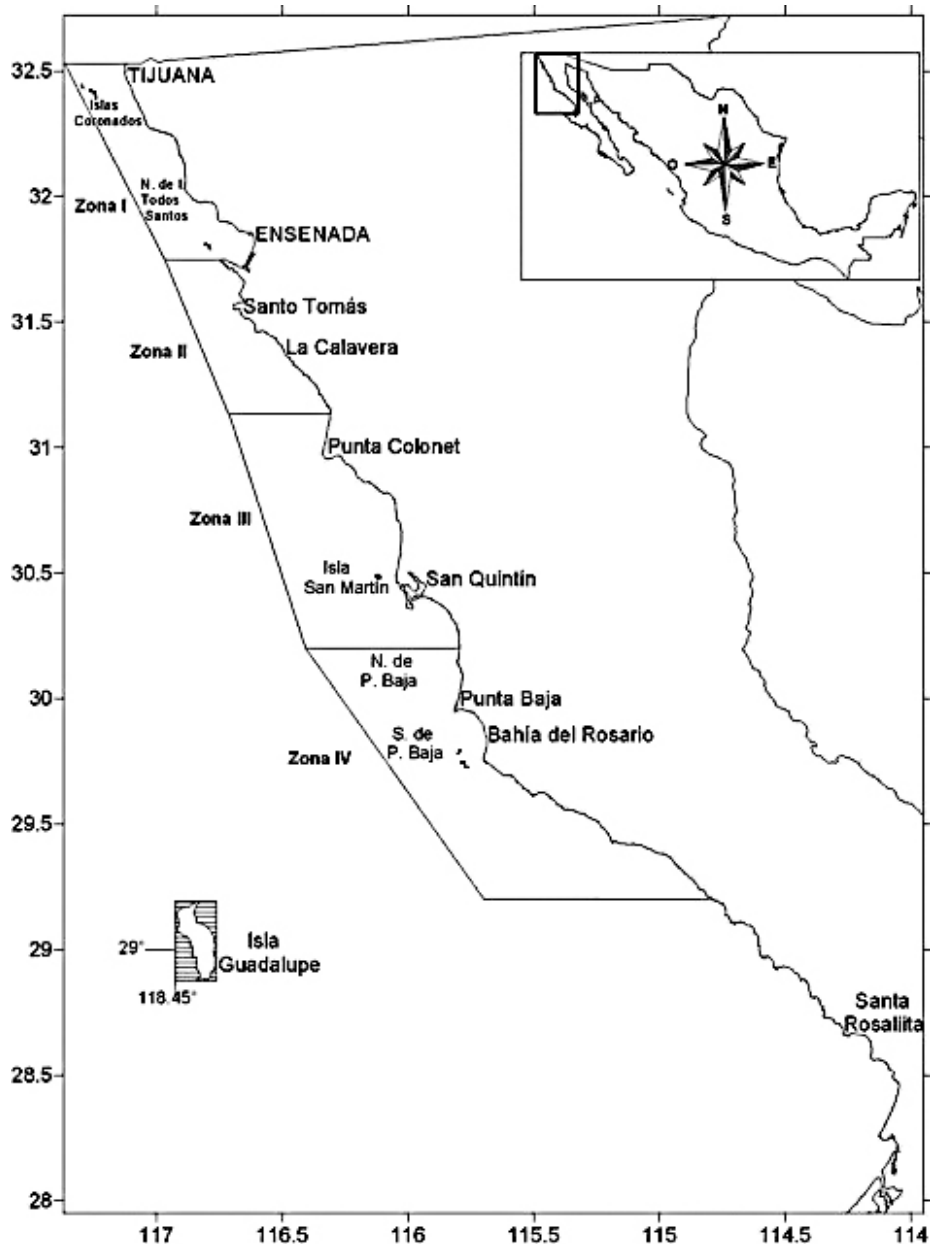 32.5
TIJUANA
Islas
Coronados
N
O
E
S
32
Zona I
N. de I.
Todos
Santos
ENSENADA
31.5
Santo Tomás
La Calavera
Zona II
31
Punta Colonet
Zona III
30.5
Isla
San Martín
San Quintín
N. de
P. Baja
30
Punta Baja
S. de
P. Baja
Bahía del Rosario
Zona IV
29.5
29
29°
Isla
Guadalupe
118.45°
Santa
Rosaliita
28.5
28
117
116.5
116
115.5
115
114.5
114